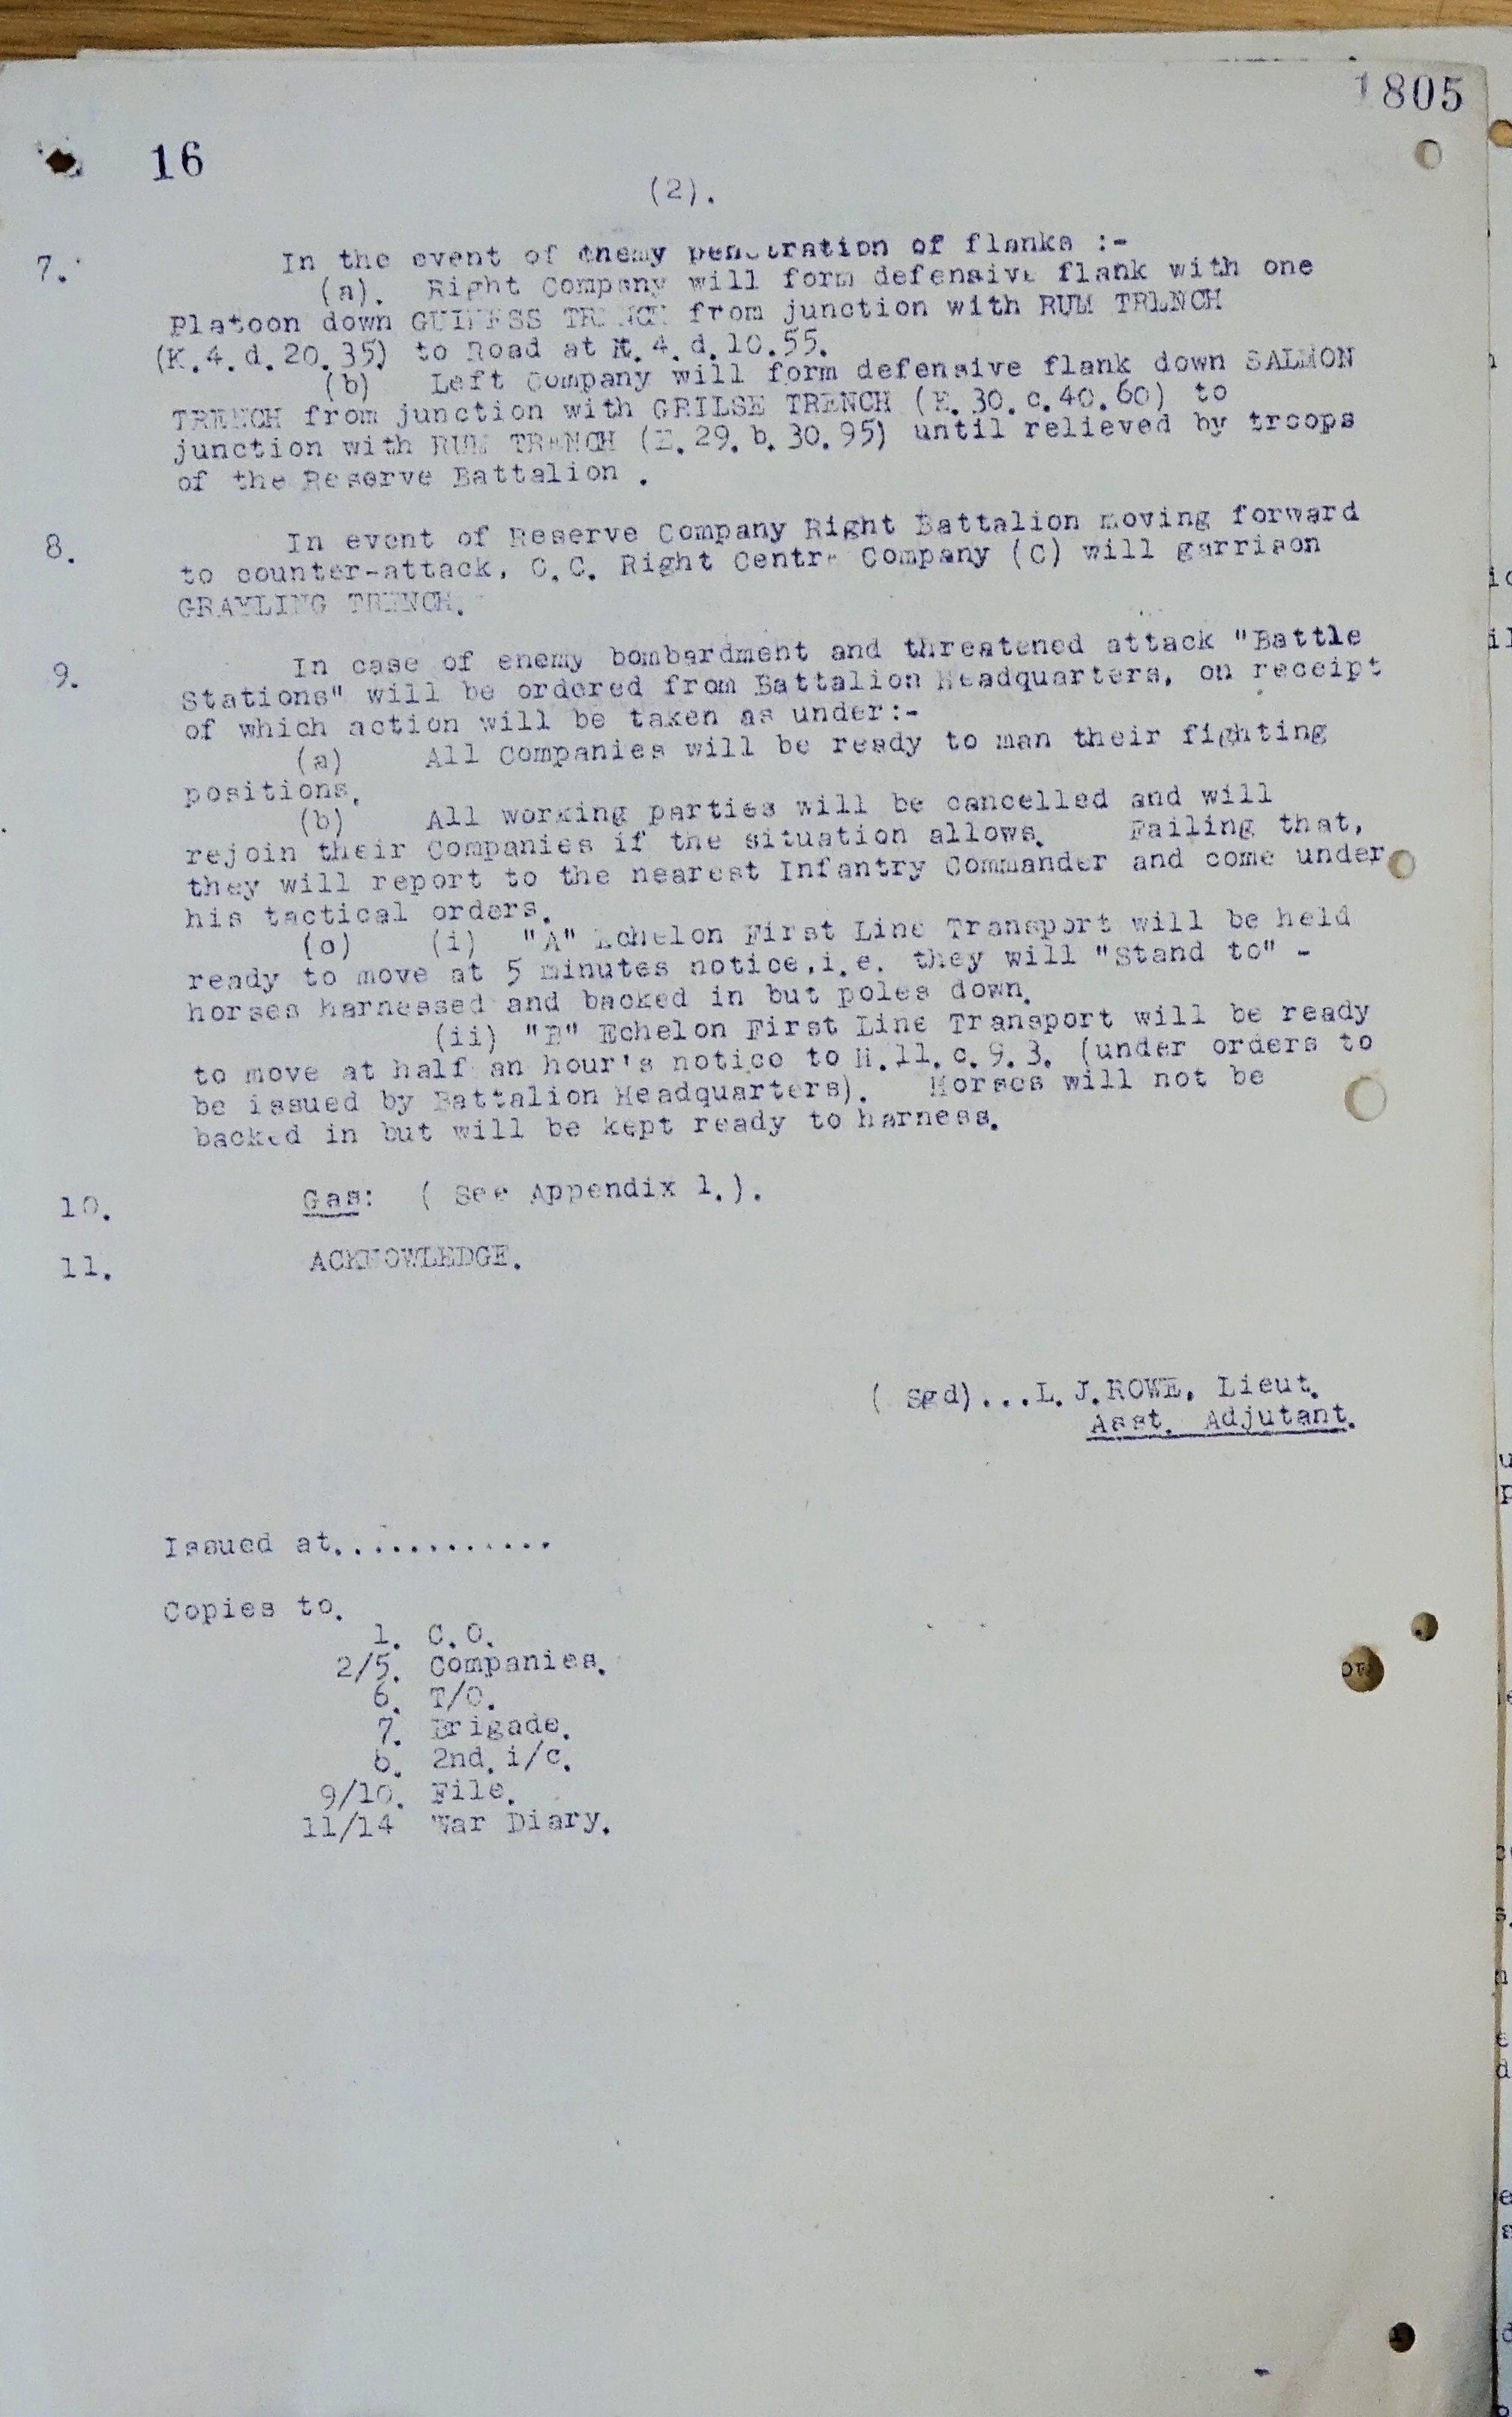 1805
16
(2).
7. In the event of enemy penetration of flanks :-
(a). Right Company will form defensive flank with one
Platoon down GUINESS TRENCH from junction with RUM TRENCH
(K.4.d.20.35) to Road at K.4.d.10.55.
(b) Left Company will form defensive flank down SALMON
TRENCH from junction with GRILSE TRENCH (E.30.c.40.60) to
junction with RUM TRENCH (E.29.b.30.95) until relieved by troops
of the Reserve Battalion .
8. In event of Reserve Company Right Battalion moving forward
to counter-attack, O.C. Right Centre Company (C) will garrison
GRAYLING TRENCH.
9. In case of enemy bombardment and threatened attack "Battle
Stations" will be ordered from Battalion Headquarters, on receipt
of which action will be taken as under:-
(a) All Companies will be ready to man their fighting
positions.
(b) All working parties will be cancelled and will
rejoin their Companies if the situation allows. Failing that,
they will report to the nearest Infantry Commander and come under
his tactical orders.
(c) (i) "A" Echelon First Line Transport will be held
ready to move at 5 minutes notice,i.e. they will "Stand to" -
horses harnessed and backed in but poles down.
(ii) "B" Echelon First Line Transport will be ready
to move at half an hour's notice to H.11.c.9.3. (under orders to
be issued by Battalion Headquarters). Horses will not be
backed in but will be kept ready to harness.
10. Gas: ( See Appendix 1.).
11. ACKNOWLEDGE.
( Sgd)...L.J.ROWE, Lieut.
Asst. Adjutant.
Issued at.............
Copies to.
1. C.O.
2/5. Companies.
6. T/O.
7. Brigade.
8. 2nd.i/c.
9/10. File.
11/14 War Diary.